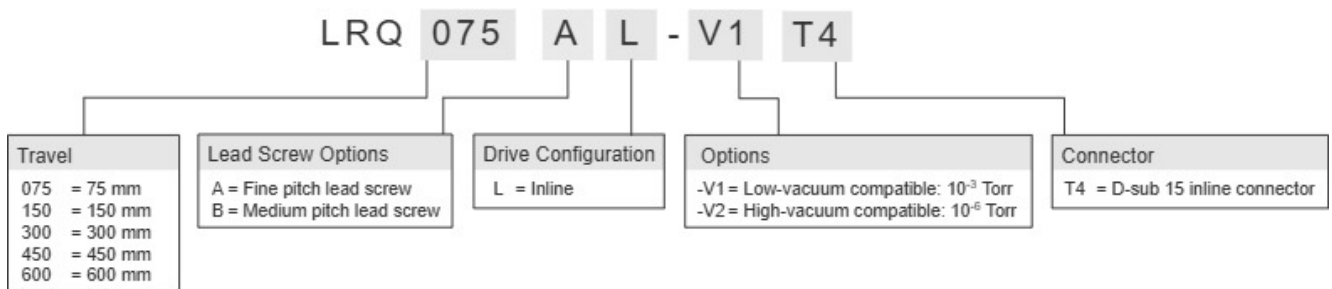 LRQ 075 A L - V1 T4
Travel
075 = 75 mm
150 = 150 mm
300 = 300 mm
450 = 450 mm
600 = 600 mm
Lead Screw Options
A = Fine pitch lead screw
B = Medium pitch lead screw
Drive Configuration
L = Inline
Options
-V1 = Low-vacuum compatible: 10⁻³ Torr
-V2 = High-vacuum compatible: 10⁻⁶ Torr
Connector
T4 = D-sub 15 inline connector